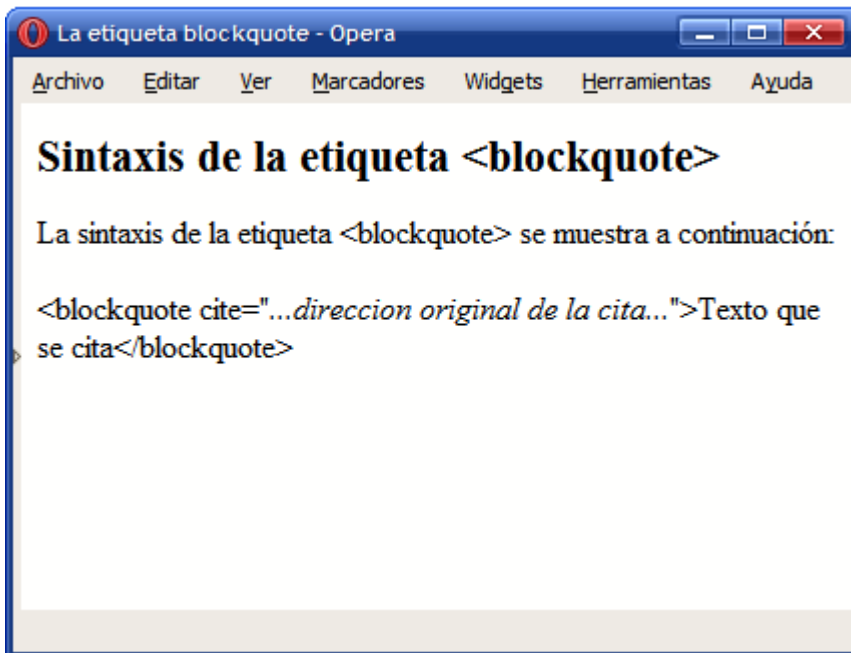 La etiqueta blockquote - Opera
Archivo Editar Ver Marcadores Widgets Herramientas Ayuda
Sintaxis de la etiqueta <blockquote>
La sintaxis de la etiqueta <blockquote> se muestra a continuación:
<blockquote cite="...direccion original de la cita...">Texto que
se cita</blockquote>